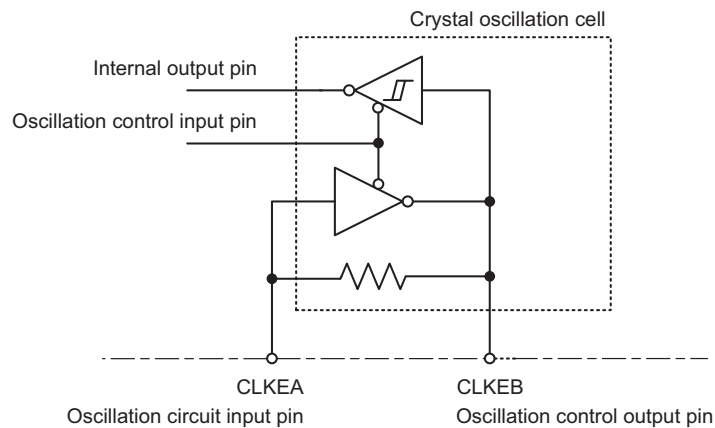 Crystal oscillation cell
Internal output pin
Oscillation control input pin
CLKEA
CLKEB
Oscillation circuit input pin
Oscillation control output pin